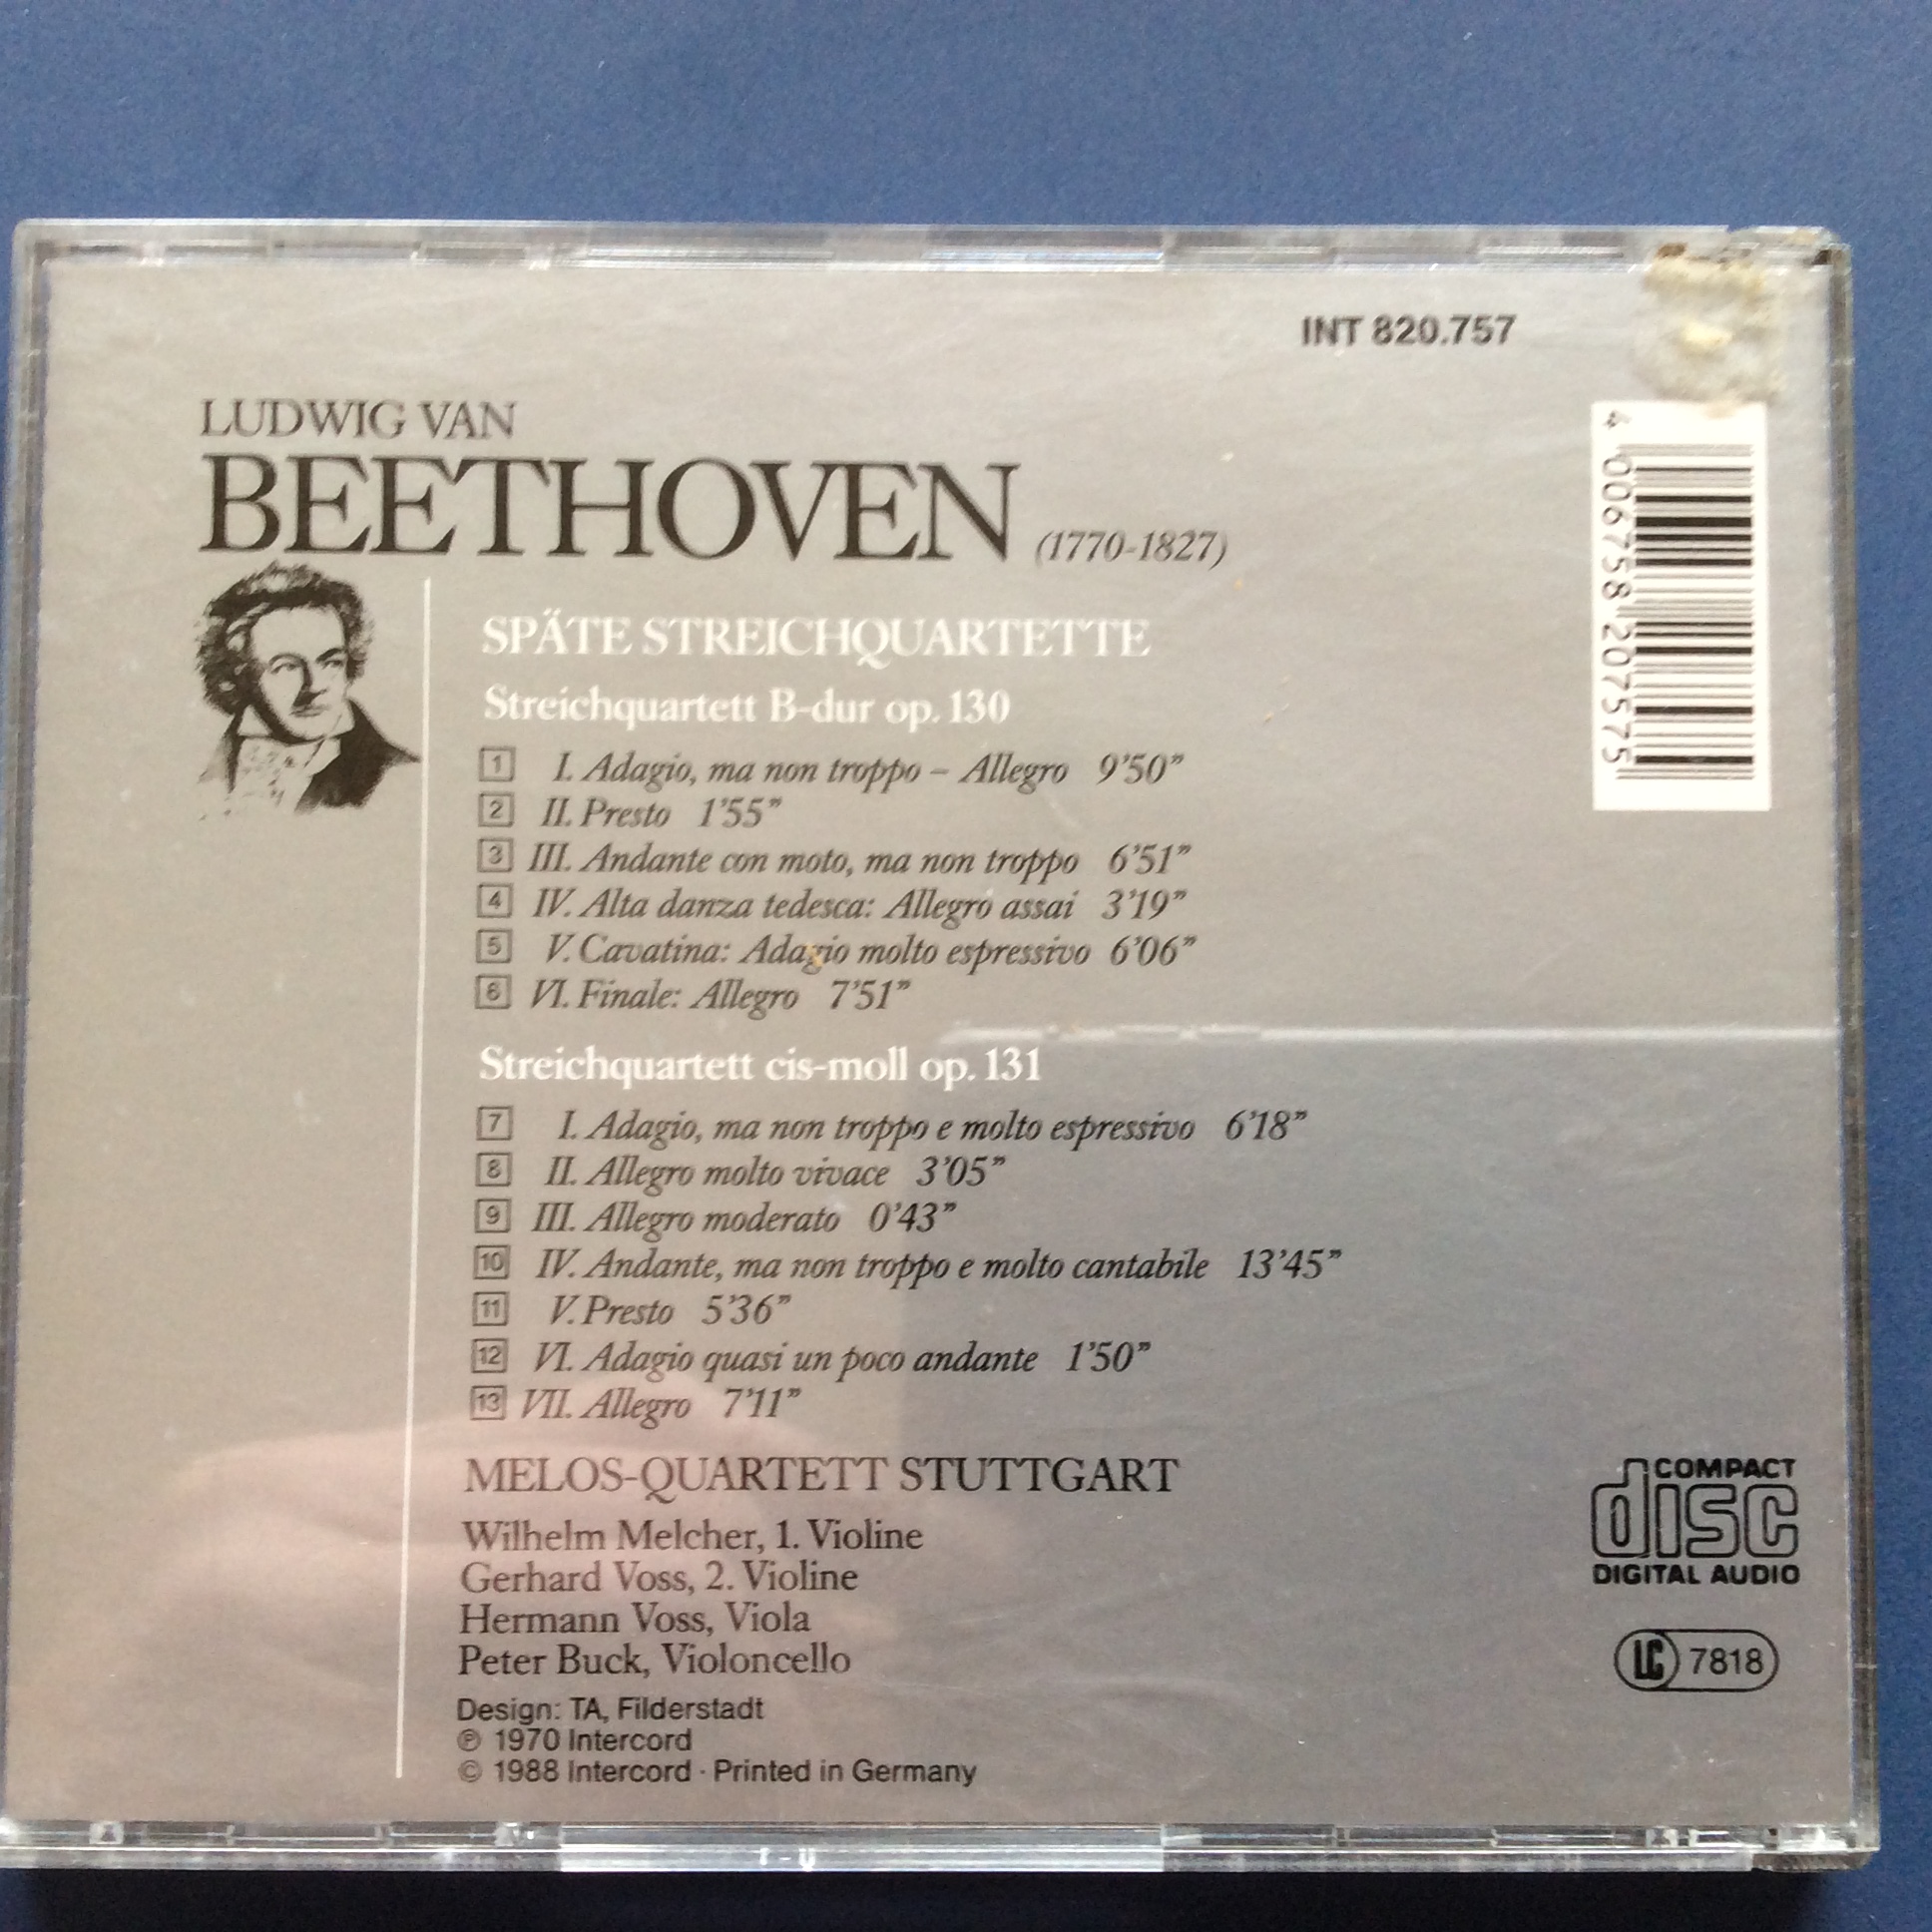 INT 820.757
LUDWIG VAN
BEETHOVEN (1770-1827)
SPÄTE STREICHQUARTETTE
Streichquartett B-dur op. 130
1 I. Adagio, ma non troppo – Allegro 9'50”
2 II. Presto 1'55”
3 III. Andante con moto, ma non troppo 6'51”
4 IV. Alta danza tedesca: Allegro assai 3'19”
5 V. Cavatina: Adagio molto espressivo 6'06”
6 VI. Finale: Allegro 7'51”
Streichquartett cis-moll op. 131
7 I. Adagio, ma non troppo e molto espressivo 6'18”
8 II. Allegro molto vivace 3'05”
9 III. Allegro moderato 0'43”
10 IV. Andante, ma non troppo e molto cantabile 13'45”
11 V. Presto 5'36”
12 VI. Adagio quasi un poco andante 1'50”
13 VII. Allegro 7'11”
MELOS-QUARTETT STUTTGART
Wilhelm Melcher, 1. Violine
Gerhard Voss, 2. Violine
Hermann Voss, Viola
Peter Buck, Violoncello
Design: TA, Filderstadt
℗ 1970 Intercord
© 1988 Intercord · Printed in Germany
4 006758 207575
COMPACT
disc
DIGITAL AUDIO
LC 7818